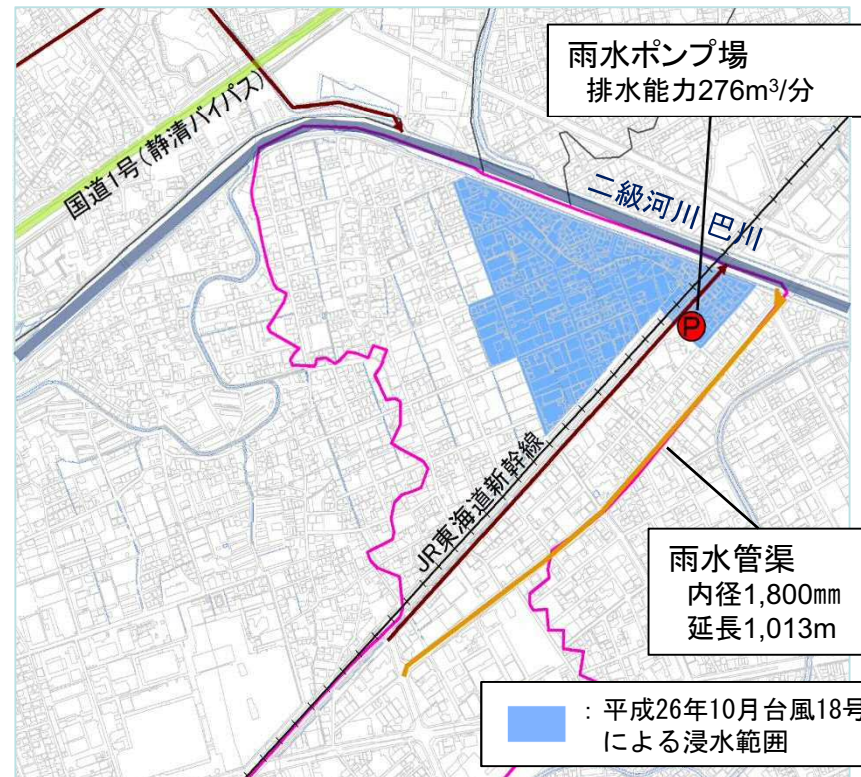 雨水ポンプ場
排水能力276m³/分
国道1号(静清バイパス)
二級河川 巴川
P
JR東海道新幹線
雨水管渠
内径1,800㎜
延長1,013m
：平成26年10月台風18号
による浸水範囲